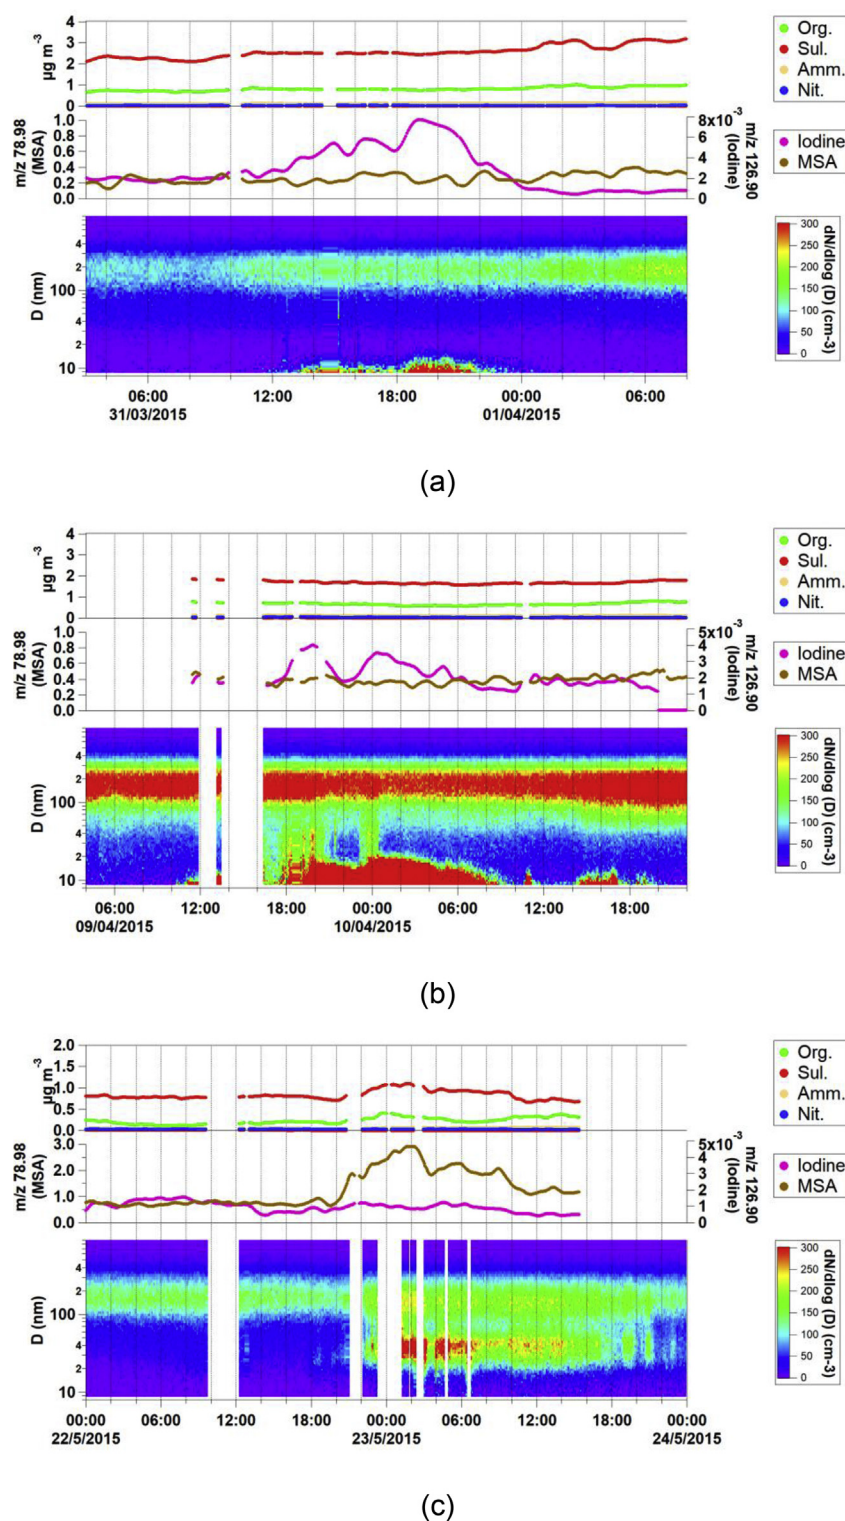 4
3
2
1
0
µg m⁻³
Org.
Sul.
Amm.
Nit.
1.0
0.8
0.6
0.4
0.2
0.0
m/z 78.98
(MSA)
8x10⁻³
6
4
2
0
m/z 126.90
(Iodine)
Iodine
MSA
4
2
100
4
2
10
D (nm)
300
250
200
150
100
50
0
dN/dlog (D) (cm-3)
06:00 12:00 18:00 00:00 06:00
31/03/2015 01/04/2015
(a)
4
3
2
1
0
µg m⁻³
Org.
Sul.
Amm.
Nit.
1.0
0.8
0.6
0.4
0.2
0.0
m/z 78.98
(MSA)
5x10⁻³
4
3
2
1
0
m/z 126.90
(Iodine)
Iodine
MSA
4
2
100
4
2
10
D (nm)
300
250
200
150
100
50
0
dN/dlog (D) (cm-3)
06:00 12:00 18:00 00:00 06:00 12:00 18:00
09/04/2015 10/04/2015
(b)
2.0
1.5
1.0
0.5
0.0
µg m⁻³
Org.
Sul.
Amm.
Nit.
3.0
2.0
1.0
0.0
m/z 78.98
(MSA)
5x10⁻³
4
3
2
1
0
m/z 126.90
(Iodine)
Iodine
MSA
4
2
100
4
2
10
D (nm)
300
250
200
150
100
50
0
dN/dlog (D) (cm-3)
00:00 06:00 12:00 18:00 00:00 06:00 12:00 18:00 00:00
22/5/2015 23/5/2015 24/5/2015
(c)